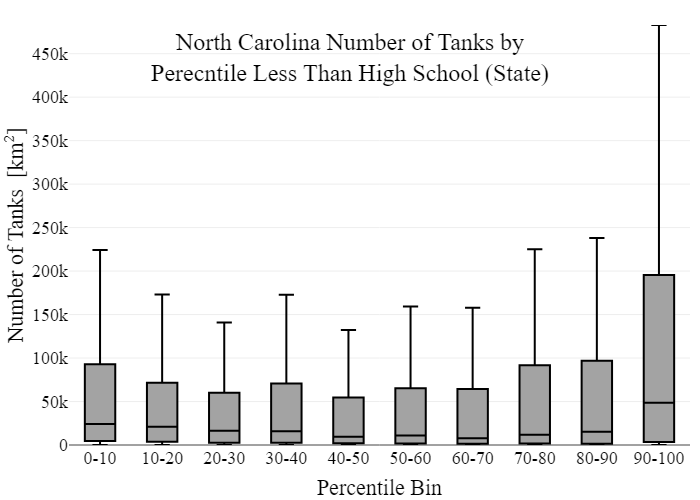 North Carolina Number of Tanks by
Perecntile Less Than High School (State)
Number of Tanks [km²]
450k
400k
350k
300k
250k
200k
150k
100k
50k
0
0-10 10-20 20-30 30-40 40-50 50-60 60-70 70-80 80-90 90-100
Percentile Bin